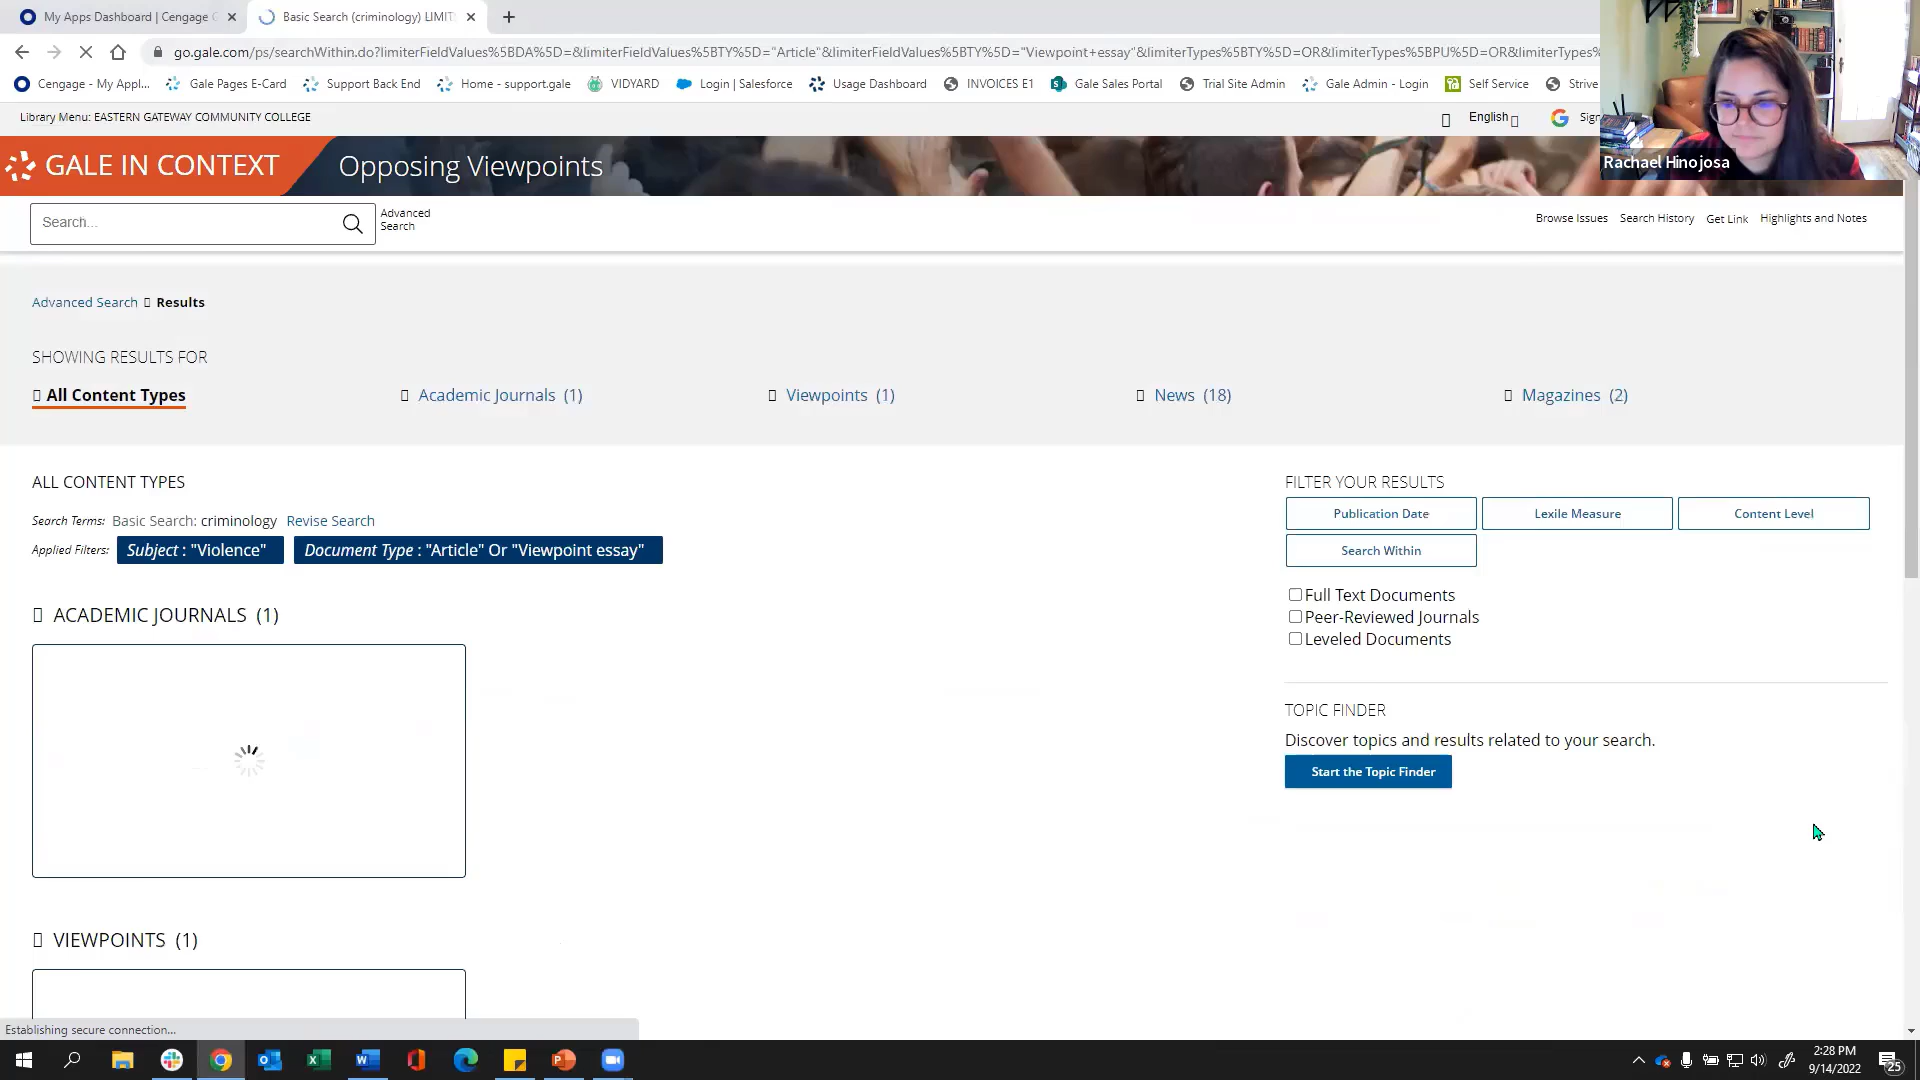 My Apps Dashboard | Cengage
Basic Search (criminology) LIMIT
go.gale.com/ps/searchWithin.do?limiterFieldValues%5BDA%5D=&limiterFieldValues%5BTY%5D="Article"&limiterFieldValues%5BTY%5D="Viewpoint+essay"&limiterTypes%5BTY%5D=OR&limiterTypes%5BPU%5D=OR&limiterTypes%
Cengage - My Appl... Gale Pages E-Card Support Back End Home - support.gale VIDYARD Login | Salesforce Usage Dashboard INVOICES E1 Gale Sales Portal Trial Site Admin Gale Admin - Login Self Service Strive
Library Menu: EASTERN GATEWAY COMMUNITY COLLEGE
English
Sign
Rachael Hinojosa
GALE IN CONTEXT Opposing Viewpoints
Search...
Advanced
Search
Browse Issues Search History Get Link Highlights and Notes
Advanced Search Results
SHOWING RESULTS FOR
All Content Types Academic Journals (1) Viewpoints (1) News (18) Magazines (2)
ALL CONTENT TYPES
Search Terms: Basic Search: criminology Revise Search
Applied Filters: Subject : "Violence" Document Type : "Article" Or "Viewpoint essay"
ACADEMIC JOURNALS (1)
VIEWPOINTS (1)
FILTER YOUR RESULTS
Publication Date Lexile Measure Content Level
Search Within
Full Text Documents
Peer-Reviewed Journals
Leveled Documents
TOPIC FINDER
Discover topics and results related to your search.
Start the Topic Finder
Establishing secure connection...
2:28 PM
9/14/2022
25